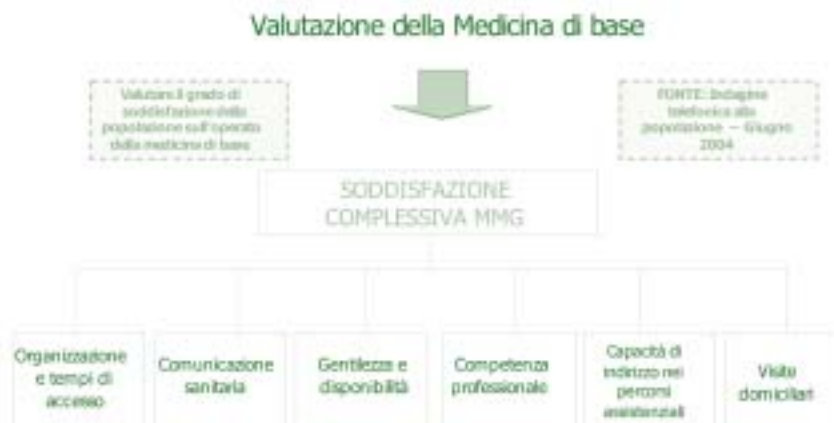 Valutazione della Medicina di base
Valutare il grado di
soddisfazione della
popolazione sull'operato
della medicina di base
FONTE: Indagine
telefonica alla
popolazione – Giugno
2004
SODDISFAZIONE
COMPLESSIVA MMG
Organizzazione
e tempi di
accesso
Comunicazione
sanitaria
Gentilezza e
disponibilità
Competenza
professionale
Capacità di
indirizzo nei
percorsi
assistenziali
Visite
domiciliari